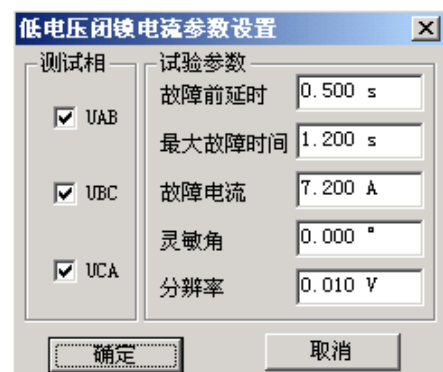 低电压闭锁电流参数设置
测试相
UAB
UBC
UCA
试验参数
故障前延时 0.500 s
最大故障时间 1.200 s
故障电流 7.200 A
灵敏角 0.000 °
分辨率 0.010 V
确定 取消